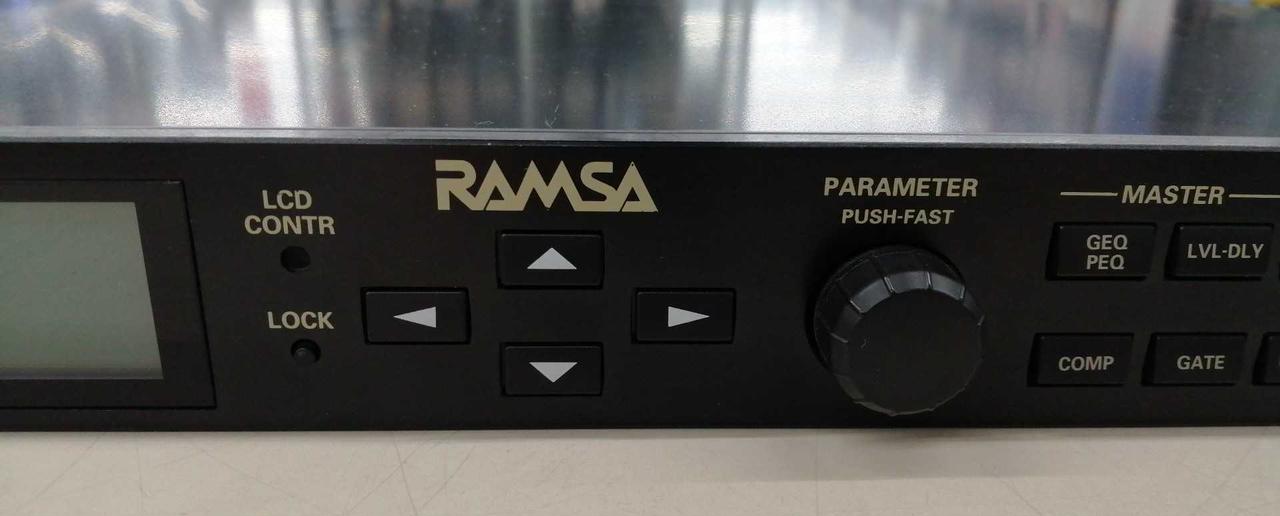 LCD
CONTR
LOCK
RAMSA
PARAMETER
PUSH-FAST
MASTER
GEQ
PEQ
LVL-DLY
COMP
GATE